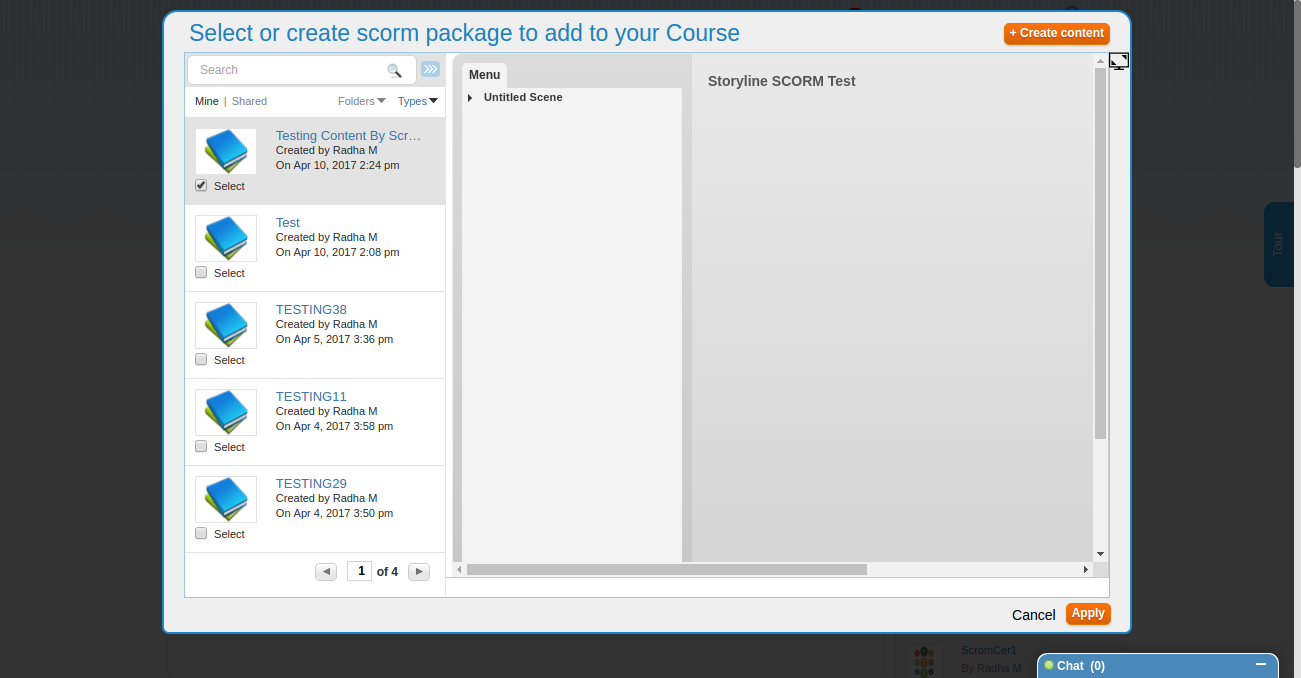 Select or create scorm package to add to your Course
+ Create content
Search
Mine | Shared
Folders
Types
Testing Content By Scr…
Created by Radha M
On Apr 10, 2017 2:24 pm
Select
Test
Created by Radha M
On Apr 10, 2017 2:08 pm
Select
TESTING38
Created by Radha M
On Apr 5, 2017 3:36 pm
Select
TESTING11
Created by Radha M
On Apr 4, 2017 3:58 pm
Select
TESTING29
Created by Radha M
On Apr 4, 2017 3:50 pm
Select
1 of 4
Menu
Untitled Scene
Storyline SCORM Test
Tour
Cancel
Apply
ScromCer1
By Radha M
Chat (0)